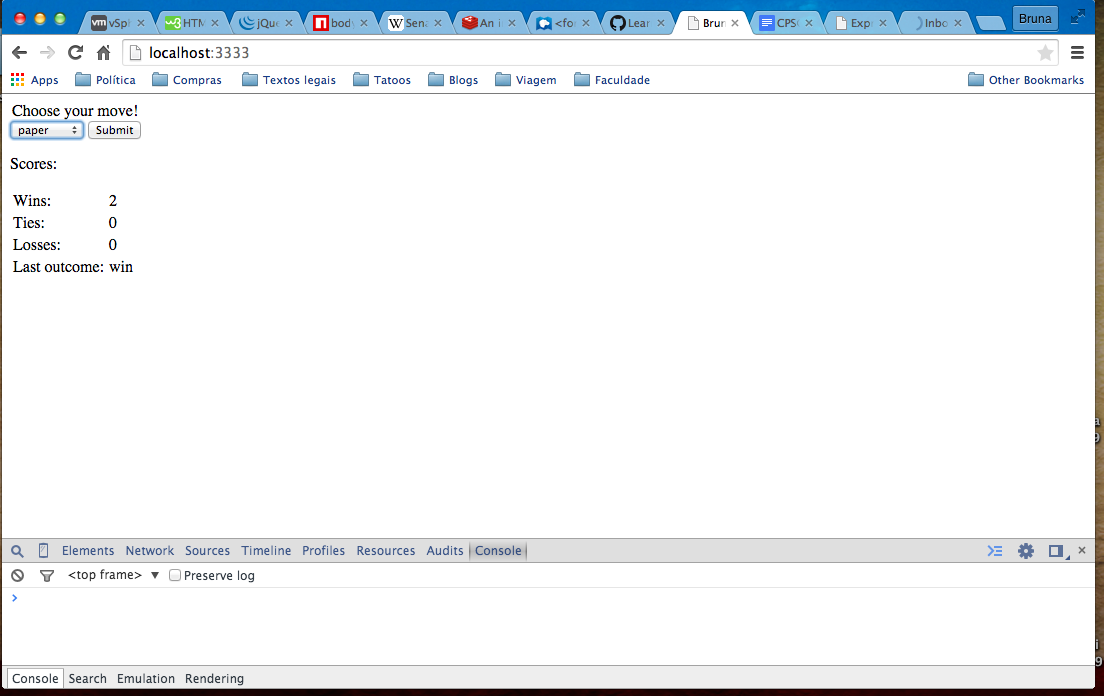 vSpl HTM jQue body Sena An i <for Lear Brun CPS Exp Inbo Bruna
localhost:3333
Apps Política Compras Textos legais Tatoos Blogs Viagem Faculdade Other Bookmarks
Choose your move!
paper Submit
Scores:
Wins: 2
Ties: 0
Losses: 0
Last outcome: win
Elements Network Sources Timeline Profiles Resources Audits Console
<top frame> Preserve log
Console Search Emulation Rendering